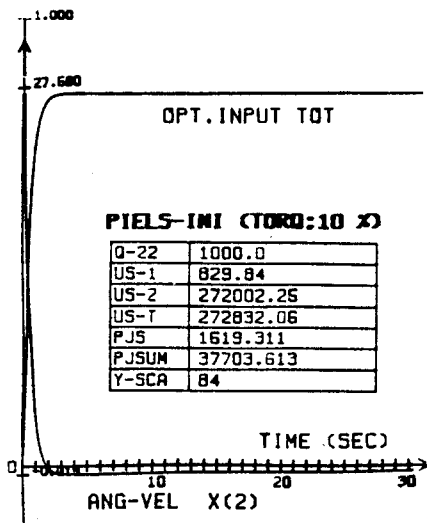 1.000
27.680
OPT.INPUT TOT
PIELS-INI (TORQ:10 %)
Q-22 1000.0
US-1 829.84
US-2 272002.25
US-T 272832.06
PJS 1619.311
PJSUM 37703.613
Y-SCA 84
TIME (SEC)
0
10 20 30
ANG-VEL X(2)